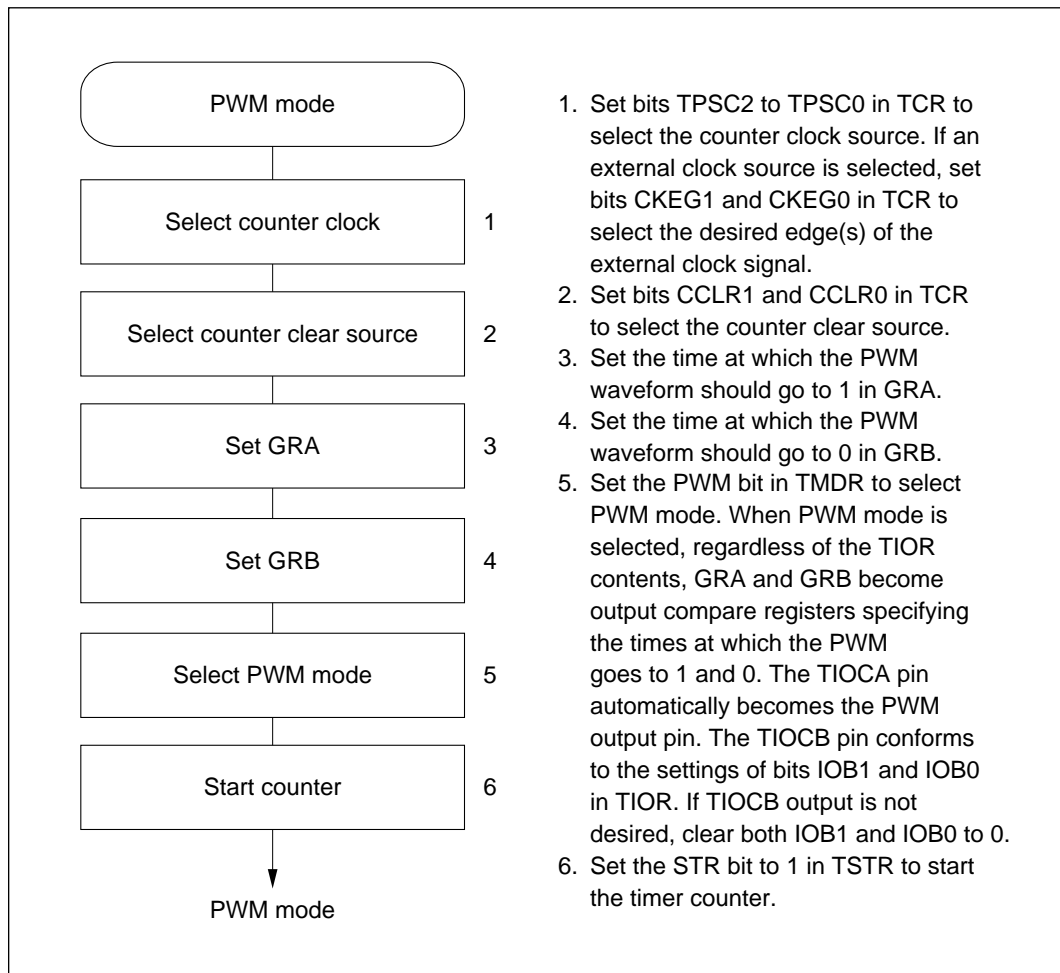 PWM mode
Select counter clock
1
Select counter clear source
2
Set GRA
3
Set GRB
4
Select PWM mode
5
Start counter
6
PWM mode
1. Set bits TPSC2 to TPSC0 in TCR to
select the counter clock source. If an
external clock source is selected, set
bits CKEG1 and CKEG0 in TCR to
select the desired edge(s) of the
external clock signal.
2. Set bits CCLR1 and CCLR0 in TCR
to select the counter clear source.
3. Set the time at which the PWM
waveform should go to 1 in GRA.
4. Set the time at which the PWM
waveform should go to 0 in GRB.
5. Set the PWM bit in TMDR to select
PWM mode. When PWM mode is
selected, regardless of the TIOR
contents, GRA and GRB become
output compare registers specifying
the times at which the PWM
goes to 1 and 0. The TIOCA pin
automatically becomes the PWM
output pin. The TIOCB pin conforms
to the settings of bits IOB1 and IOB0
in TIOR. If TIOCB output is not
desired, clear both IOB1 and IOB0 to 0.
6. Set the STR bit to 1 in TSTR to start
the timer counter.